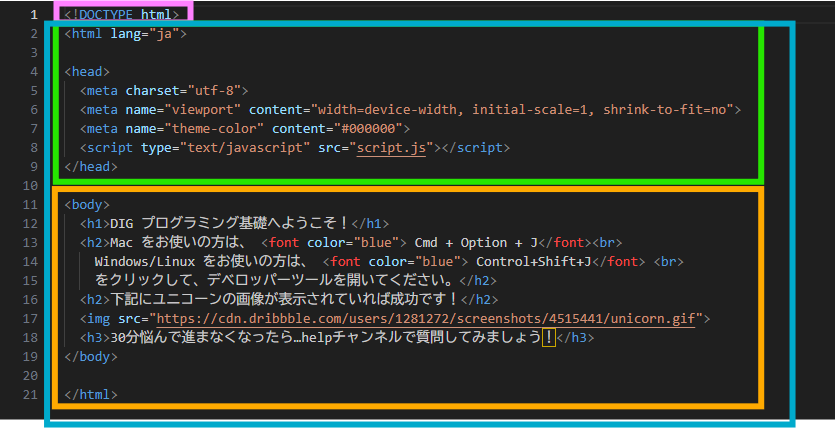 1 <!DOCTYPE html>
2 <html lang="ja">
3
4 <head>
5 <meta charset="utf-8">
6 <meta name="viewport" content="width=device-width, initial-scale=1, shrink-to-fit=no">
7 <meta name="theme-color" content="#000000">
8 <script type="text/javascript" src="script.js"></script>
9 </head>
10
11 <body>
12 <h1>DIG プログラミング基礎へようこそ！</h1>
13 <h2>Mac をお使いの方は、 <font color="blue"> Cmd + Option + J</font><br>
14 Windows/Linux をお使いの方は、 <font color="blue"> Control+Shift+J</font> <br>
15 をクリックして、デベロッパーツールを開いてください。</h2>
16 <h2>下記にユニコーンの画像が表示されていれば成功です！</h2>
17 <img src="https://cdn.dribbble.com/users/1281272/screenshots/4515441/unicorn.gif">
18 <h3>30分悩んで進まなくなったら…helpチャンネルで質問してみましょう！</h3>
19 </body>
20
21 </html>